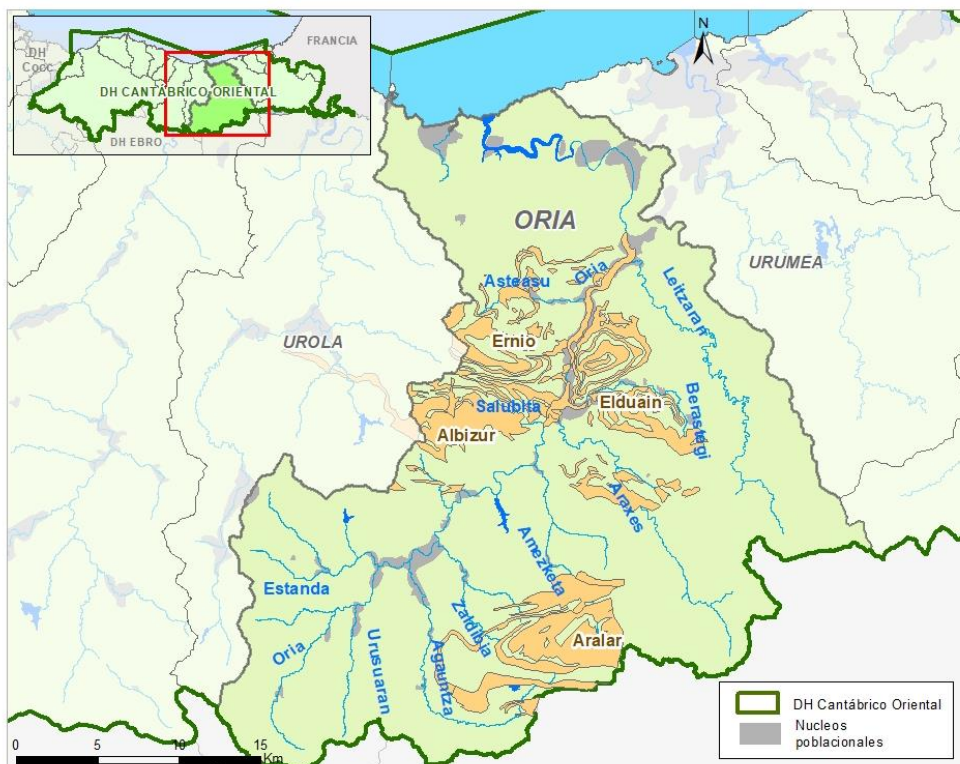 FRANCIA
DH
Cocc.
DH CANTÁBRICO ORIENTAL
DH EBRO
N
ORIA
URUMEA
Asteasu
Oria
Leitzaran
UROLA
Ernio
Salubita
Elduain
Berastegi
Albizur
Araxes
Amezketa
Estanda
Zaldibia
Aralar
Oria
Urusuaran
Agauntza
DH Cantábrico Oriental
Nucleos
poblacionales
0 5 10 15
Km